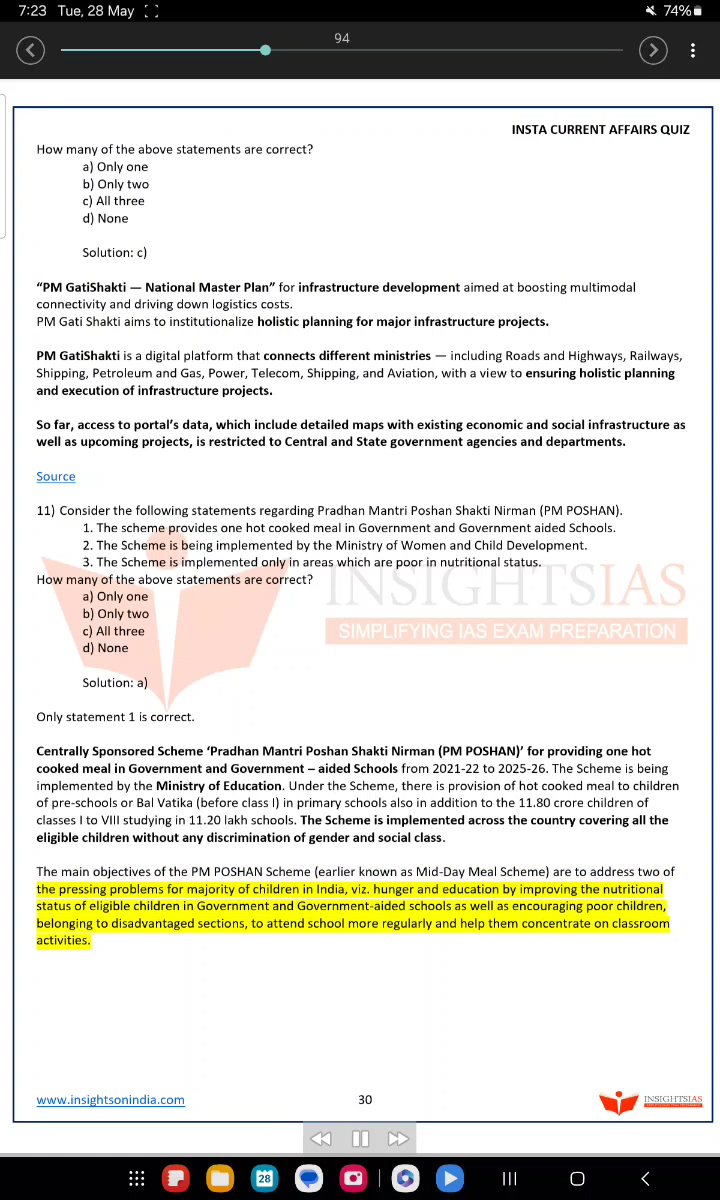 7:23 Tue, 28 May
74%
94
INSTA CURRENT AFFAIRS QUIZ
How many of the above statements are correct?
a) Only one
b) Only two
c) All three
d) None
Solution: c)
“PM GatiShakti — National Master Plan” for infrastructure development aimed at boosting multimodal
connectivity and driving down logistics costs.
PM Gati Shakti aims to institutionalize holistic planning for major infrastructure projects.
PM GatiShakti is a digital platform that connects different ministries — including Roads and Highways, Railways,
Shipping, Petroleum and Gas, Power, Telecom, Shipping, and Aviation, with a view to ensuring holistic planning
and execution of infrastructure projects.
So far, access to portal’s data, which include detailed maps with existing economic and social infrastructure as
well as upcoming projects, is restricted to Central and State government agencies and departments.
Source
11) Consider the following statements regarding Pradhan Mantri Poshan Shakti Nirman (PM POSHAN).
1. The scheme provides one hot cooked meal in Government and Government aided Schools.
2. The Scheme is being implemented by the Ministry of Women and Child Development.
3. The Scheme is implemented only in areas which are poor in nutritional status.
How many of the above statements are correct?
a) Only one
b) Only two
c) All three
d) None
INSIGHTSIAS
SIMPLIFYING IAS EXAM PREPARATION
Solution: a)
Only statement 1 is correct.
Centrally Sponsored Scheme ‘Pradhan Mantri Poshan Shakti Nirman (PM POSHAN)’ for providing one hot
cooked meal in Government and Government – aided Schools from 2021-22 to 2025-26. The Scheme is being
implemented by the Ministry of Education. Under the Scheme, there is provision of hot cooked meal to children
of pre-schools or Bal Vatika (before class I) in primary schools also in addition to the 11.80 crore children of
classes I to VIII studying in 11.20 lakh schools. The Scheme is implemented across the country covering all the
eligible children without any discrimination of gender and social class.
The main objectives of the PM POSHAN Scheme (earlier known as Mid-Day Meal Scheme) are to address two of
the pressing problems for majority of children in India, viz. hunger and education by improving the nutritional
status of eligible children in Government and Government-aided schools as well as encouraging poor children,
belonging to disadvantaged sections, to attend school more regularly and help them concentrate on classroom
activities.
www.insightsonindia.com
30
INSIGHTSIAS
28